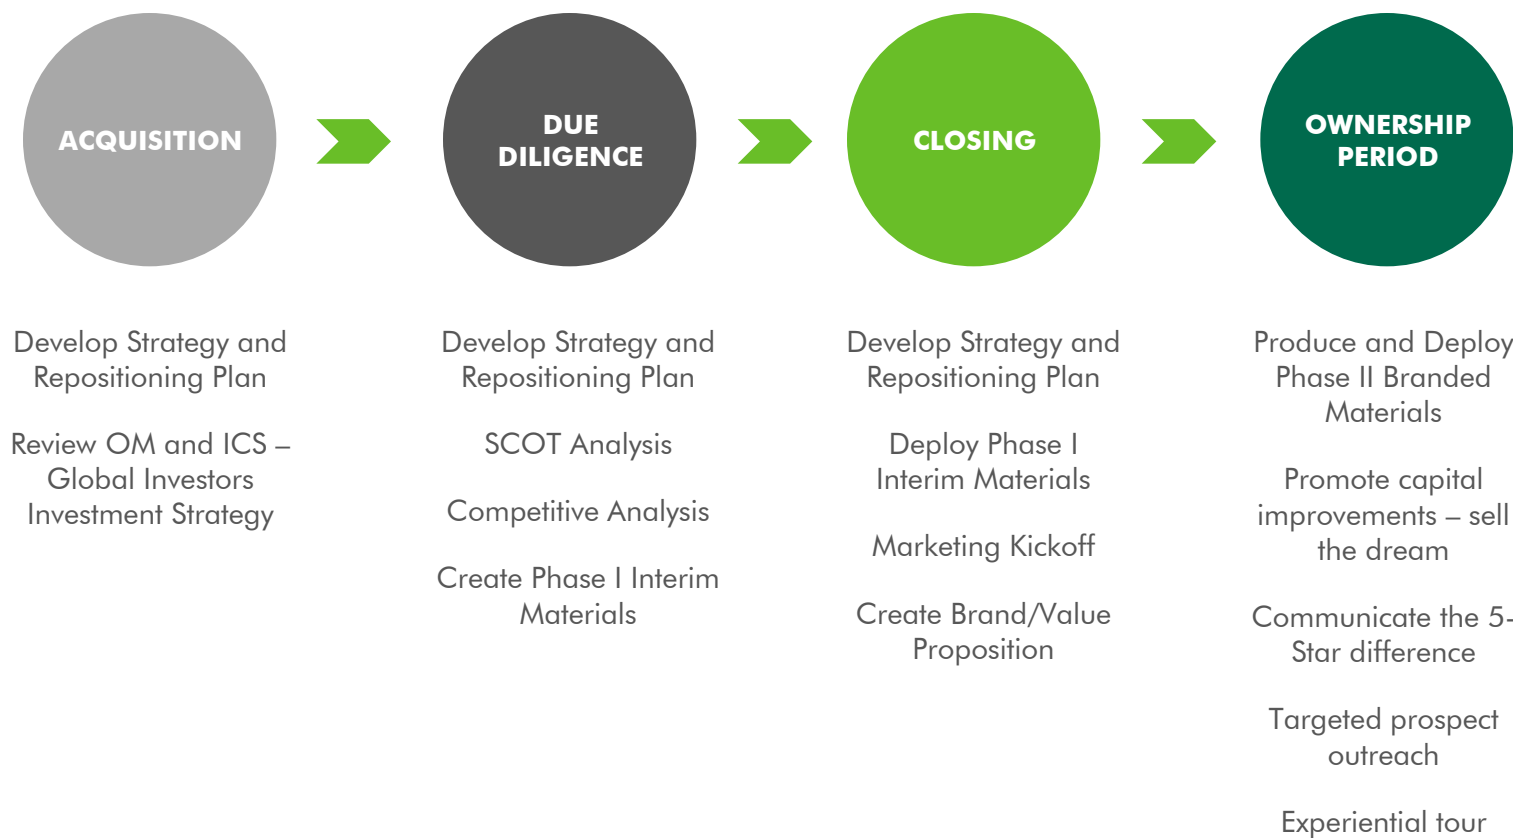 ACQUISITION
DUE
DILIGENCE
CLOSING
OWNERSHIP
PERIOD
Develop Strategy and
Repositioning Plan
Review OM and ICS –
Global Investors
Investment Strategy
Develop Strategy and
Repositioning Plan
SCOT Analysis
Competitive Analysis
Create Phase I Interim
Materials
Develop Strategy and
Repositioning Plan
Deploy Phase I
Interim Materials
Marketing Kickoff
Create Brand/Value
Proposition
Produce and Deploy
Phase II Branded
Materials
Promote capital
improvements – sell
the dream
Communicate the 5-
Star difference
Targeted prospect
outreach
Experiential tour